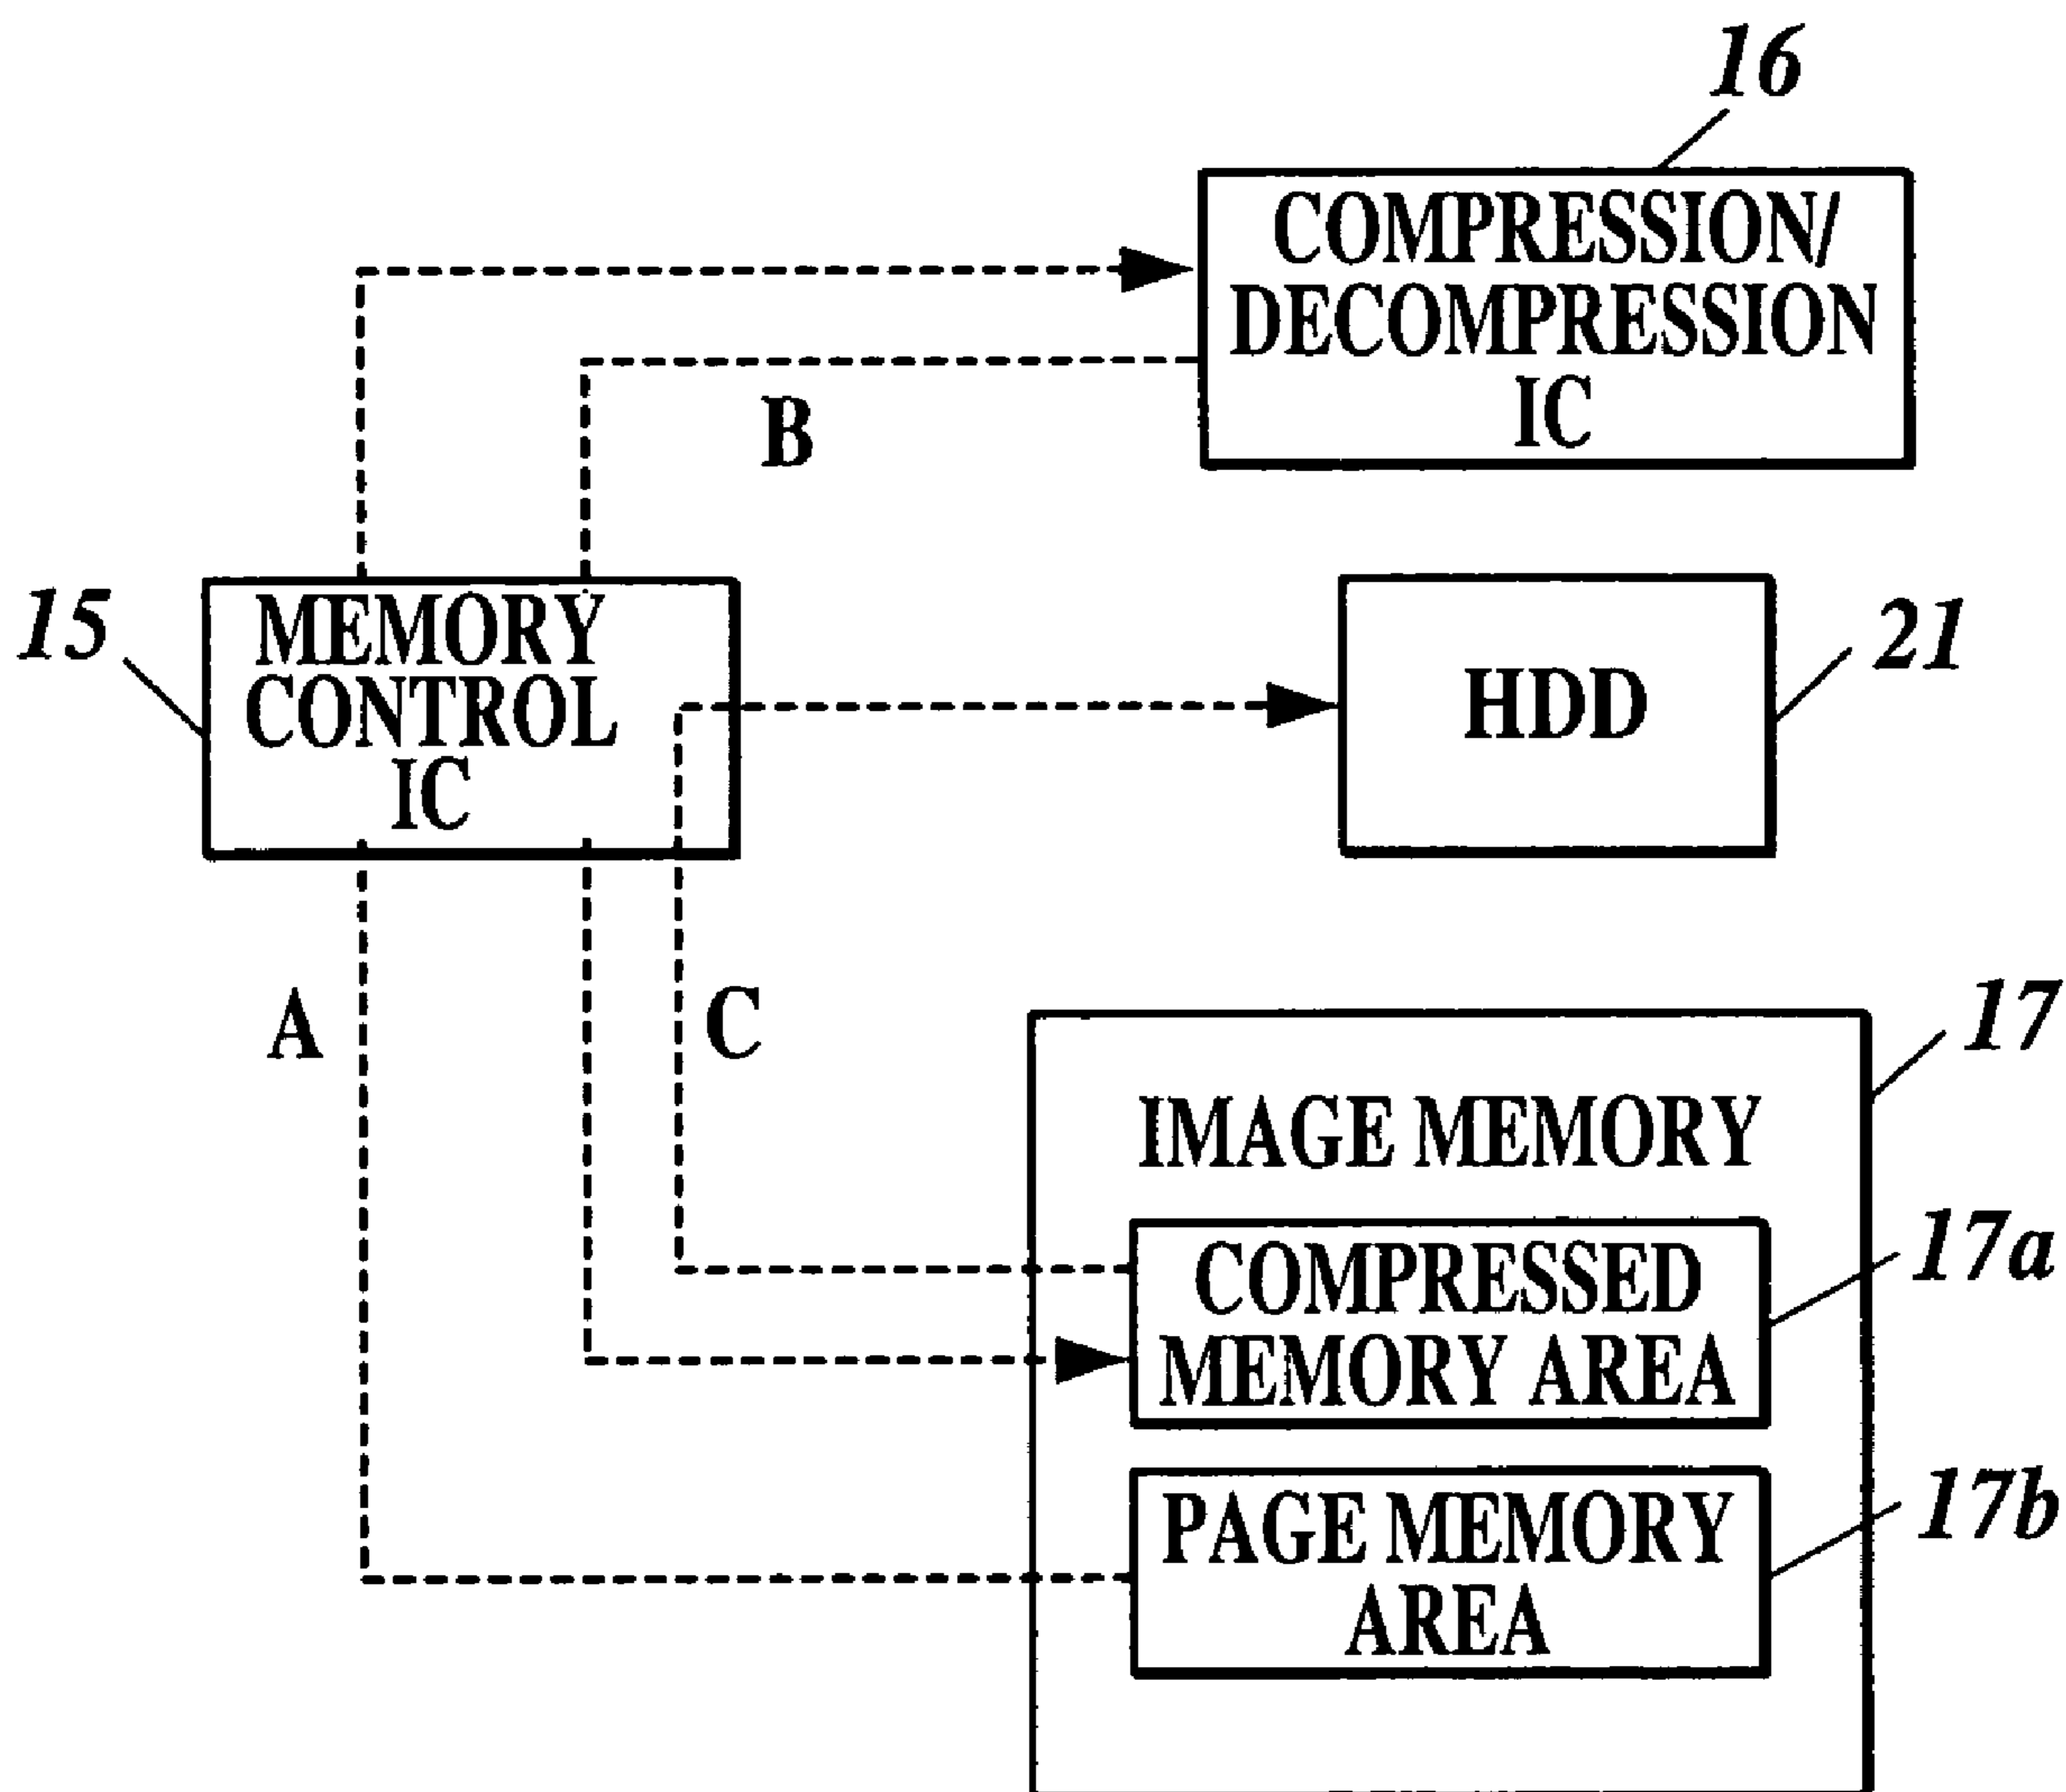 16
COMPRESSION/
DECOMPRESSION
IC
B
15
MEMORY
CONTROL
IC
HDD
21
A
C
17
IMAGE MEMORY
COMPRESSED
MEMORY AREA
17a
PAGE MEMORY
AREA
17b